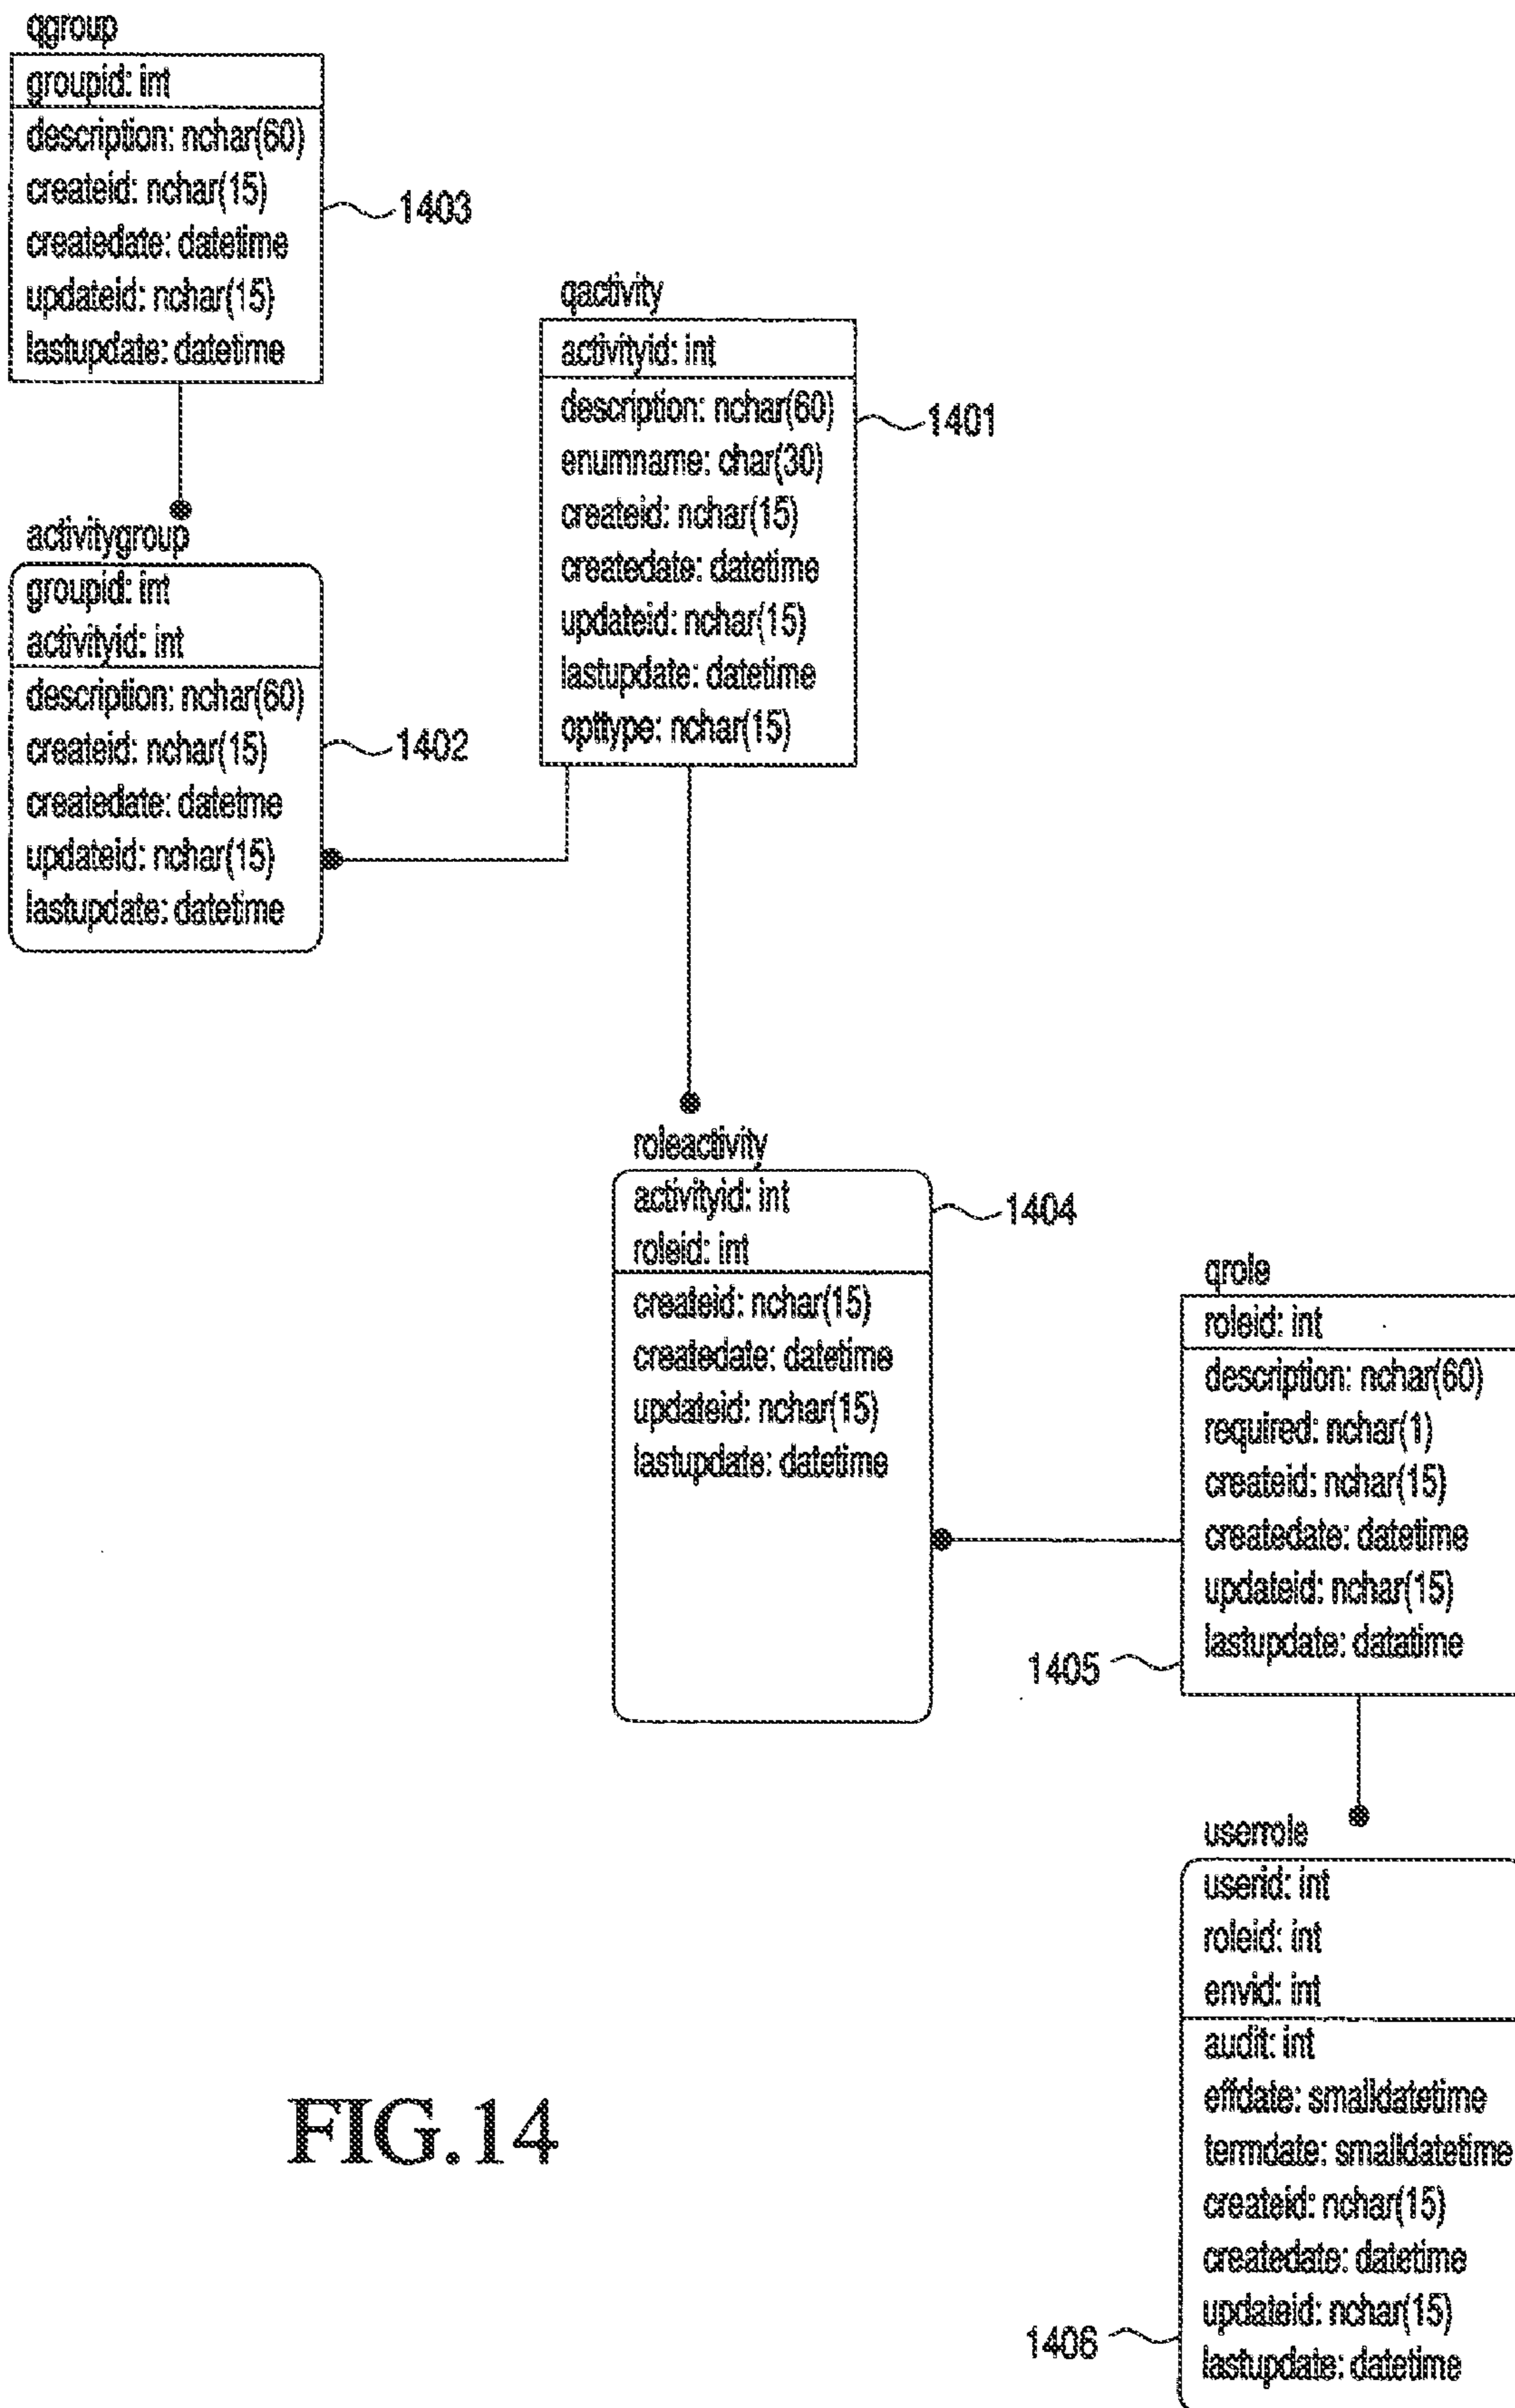 qgroup
groupid: int
description: nchar(60)
createid: nchar(15)
createdate: datetime
updateid: nchar(15)
lastupdate: datetime
1403
qactivity
activityid: int
description: nchar(60)
enumname: char(30)
createid: nchar(15)
createdate: datetime
updateid: nchar(15)
lastupdate: datetime
opttype: nchar(15)
1401
activitygroup
groupid: int
activityid: int
description: nchar(60)
createid: nchar(15)
createdate: datetme
updateid: nchar(15)
lastupdate: datetime
1402
roleactivity
activityid: int
roleid: int
createid: nchar(15)
createdate: datetime
updateid: nchar(15)
lastupdate: datetime
1404
qrole
roleid: int
description: nchar(60)
required: nchar(1)
createid: nchar(15)
createdate: datetime
updateid: nchar(15)
lastupdate: datatime
1405
userrole
userid: int
roleid: int
envid: int
audit: int
effdate: smalldatetime
termdate: smalldatetime
createid: nchar(15)
createdate: datetime
updateid: nchar(15)
lastupdate: datetime
1406
FIG.14